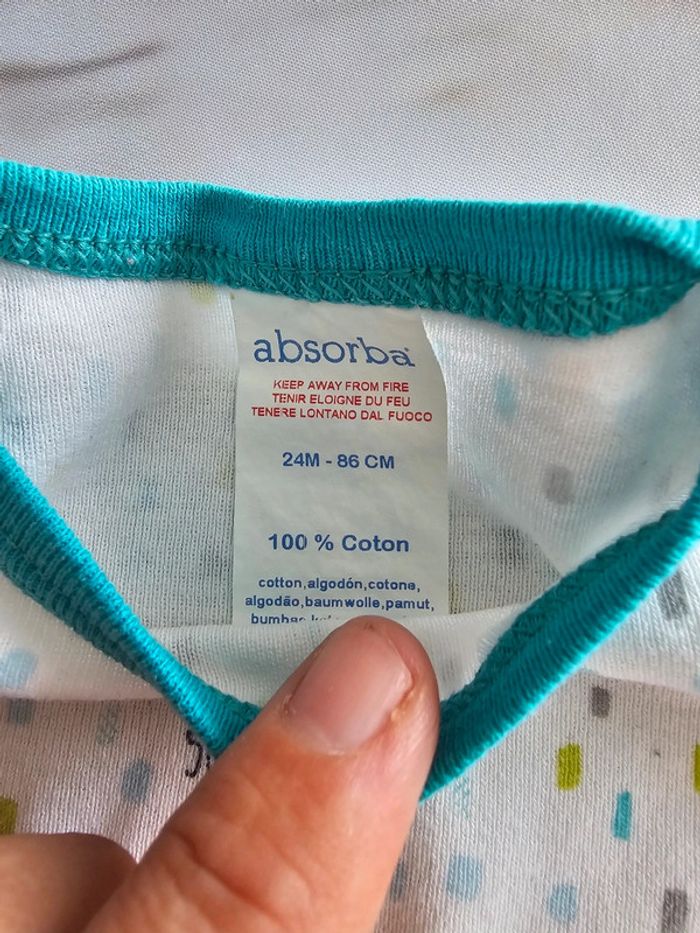 absorba
KEEP AWAY FROM FIRE
TENIR ELOIGNE DU FEU
TENERE LONTANO DAL FUOCO
24M - 86 CM
100 % Coton
cotton,algodón,cotone,
algodão,baumwolle,pamut,